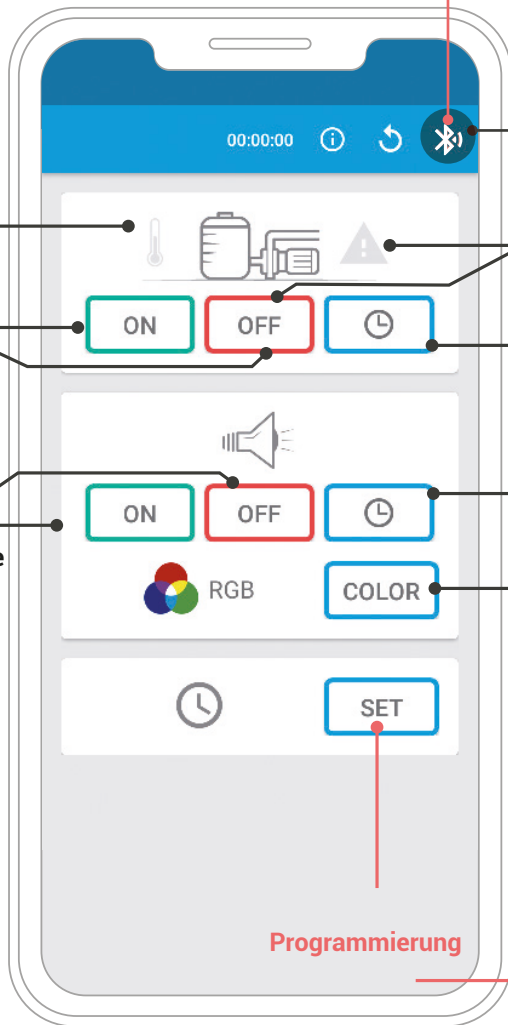 00:00:00
ON OFF
ON OFF
e
RGB COLOR
SET
Programmierung